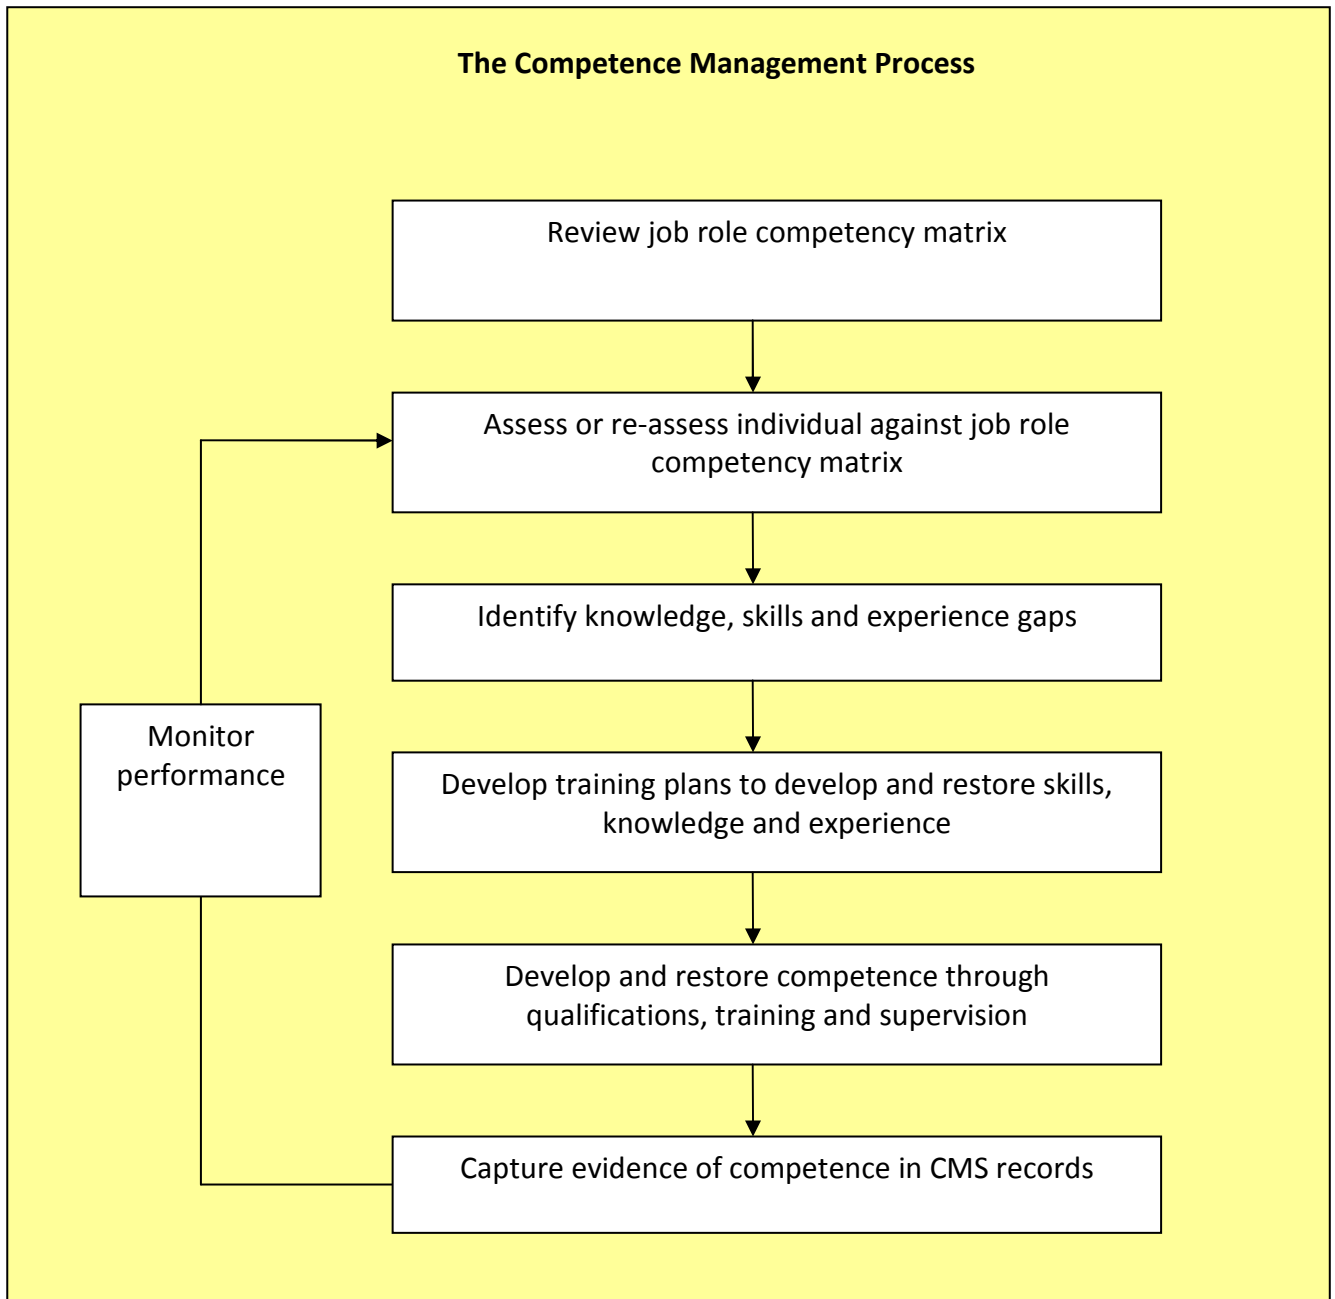 The Competence Management Process
Review job role competency matrix
Assess or re-assess individual against job role
competency matrix
Identify knowledge, skills and experience gaps
Monitor
performance
Develop training plans to develop and restore skills,
knowledge and experience
Develop and restore competence through
qualifications, training and supervision
Capture evidence of competence in CMS records